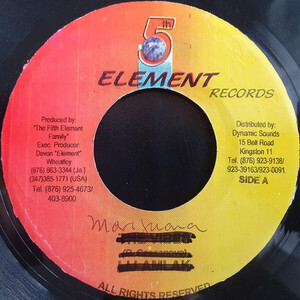 5th
ELEMENT
RECORDS
Produced by:
"The Fifth Element
Family"
Exec. Producer:
Devon "Element"
Wheatley
(876) 863-3344 (Ja.)
(347)385-1771 (USA)
Tel: (876) 925-4673/
403-8900
Distributed by:
Dynamic Sounds
15 Bell Road
Kingston 11
Tel: (876) 923-9138/
923-39163/923-0091
SIDE A
Marijuana
ALL RIGHTS RESERVED